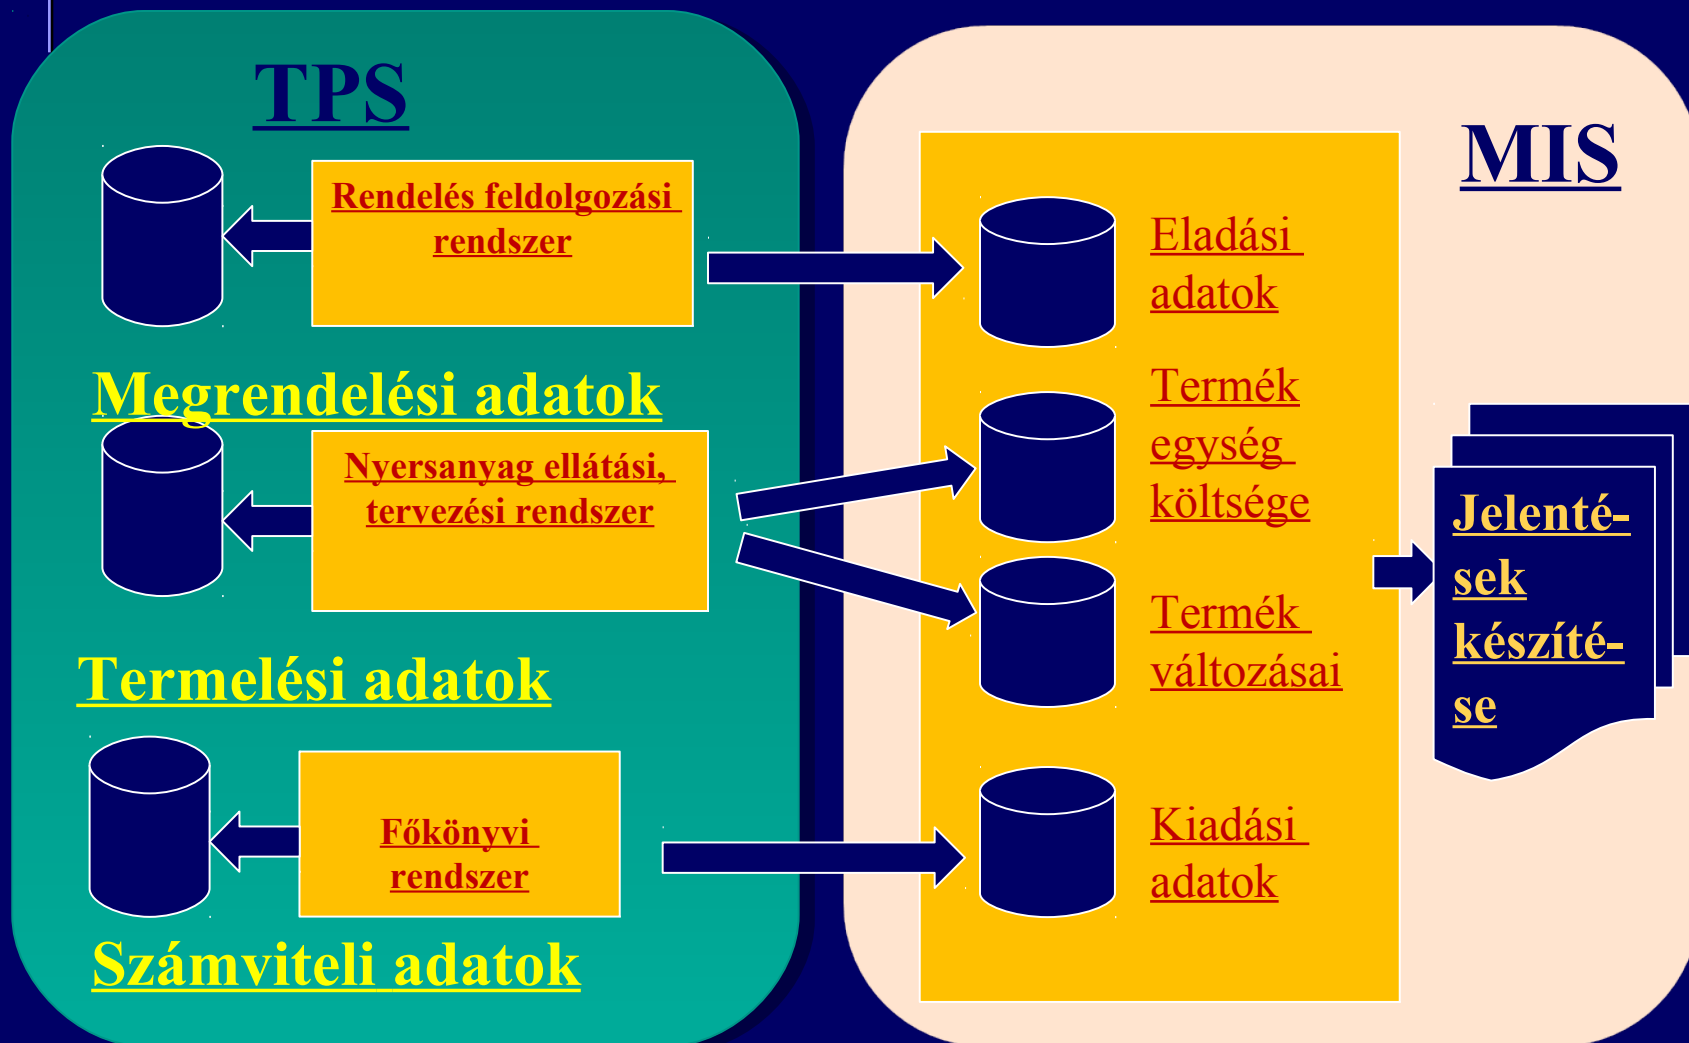 TPS
Rendelés feldolgozási
rendszer
Megrendelési adatok
Nyersanyag ellátási,
tervezési rendszer
Termelési adatok
Főkönyvi
rendszer
Számviteli adatok
MIS
Eladási
adatok
Termék
egység
költsége
Termék
változásai
Kiadási
adatok
Jelenté-
sek
készíté-
se